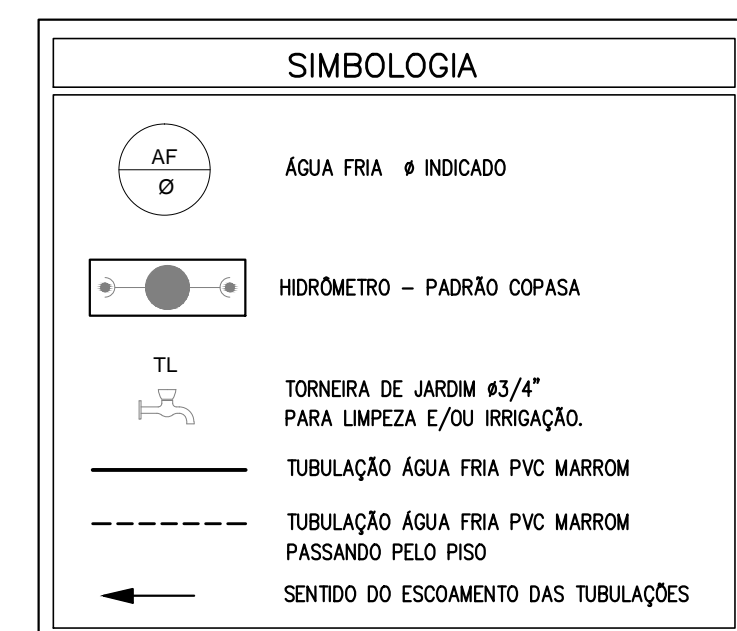 SIMBOLOGIA
AF
Ø
ÁGUA FRIA ø INDICADO
HIDRÔMETRO – PADRÃO COPASA
TL
TORNEIRA DE JARDIM ø3/4"
PARA LIMPEZA E/OU IRRIGAÇÃO.
TUBULAÇÃO ÁGUA FRIA PVC MARROM
TUBULAÇÃO ÁGUA FRIA PVC MARROM
PASSANDO PELO PISO
SENTIDO DO ESCOAMENTO DAS TUBULAÇÕES